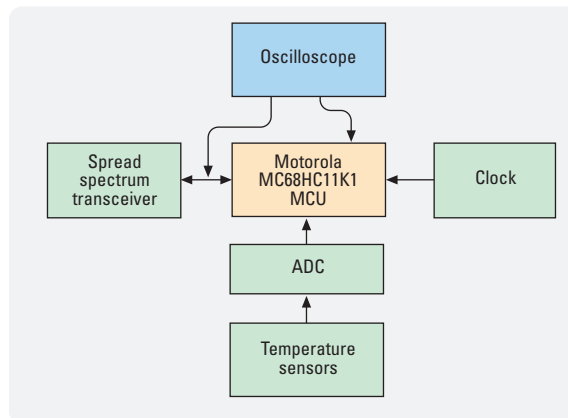 Oscilloscope
Spread
spectrum
transceiver
Motorola
MC68HC11K1
MCU
Clock
ADC
Temperature
sensors